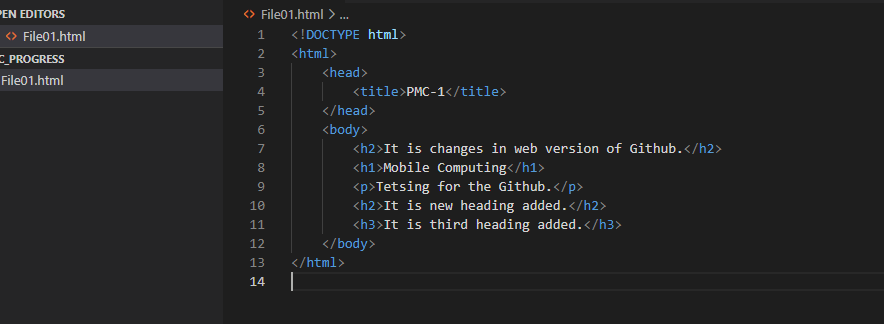 PEN EDITORS
<> File01.html
C_PROGRESS
File01.html
<> File01.html > ...
1 <!DOCTYPE html>
2 <html>
3 <head>
4 <title>PMC-1</title>
5 </head>
6 <body>
7 <h2>It is changes in web version of Github.</h2>
8 <h1>Mobile Computing</h1>
9 <p>Tetsing for the Github.</p>
10 <h2>It is new heading added.</h2>
11 <h3>It is third heading added.</h3>
12 </body>
13 </html>
14